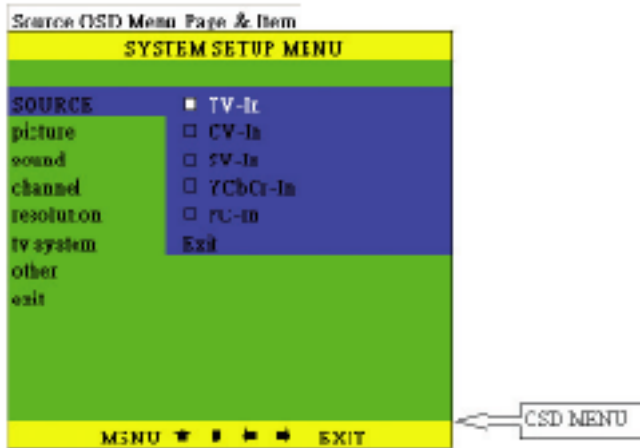 Source OSD Menu Page & Item
SYSTEM SETUP MENU
SOURCE
TV-In
picture
CV-In
sound
SV-In
channel
YCbCr-In
resolution
PC-In
tv system
Exit
other
exit
OSD MENU
MENU EXIT